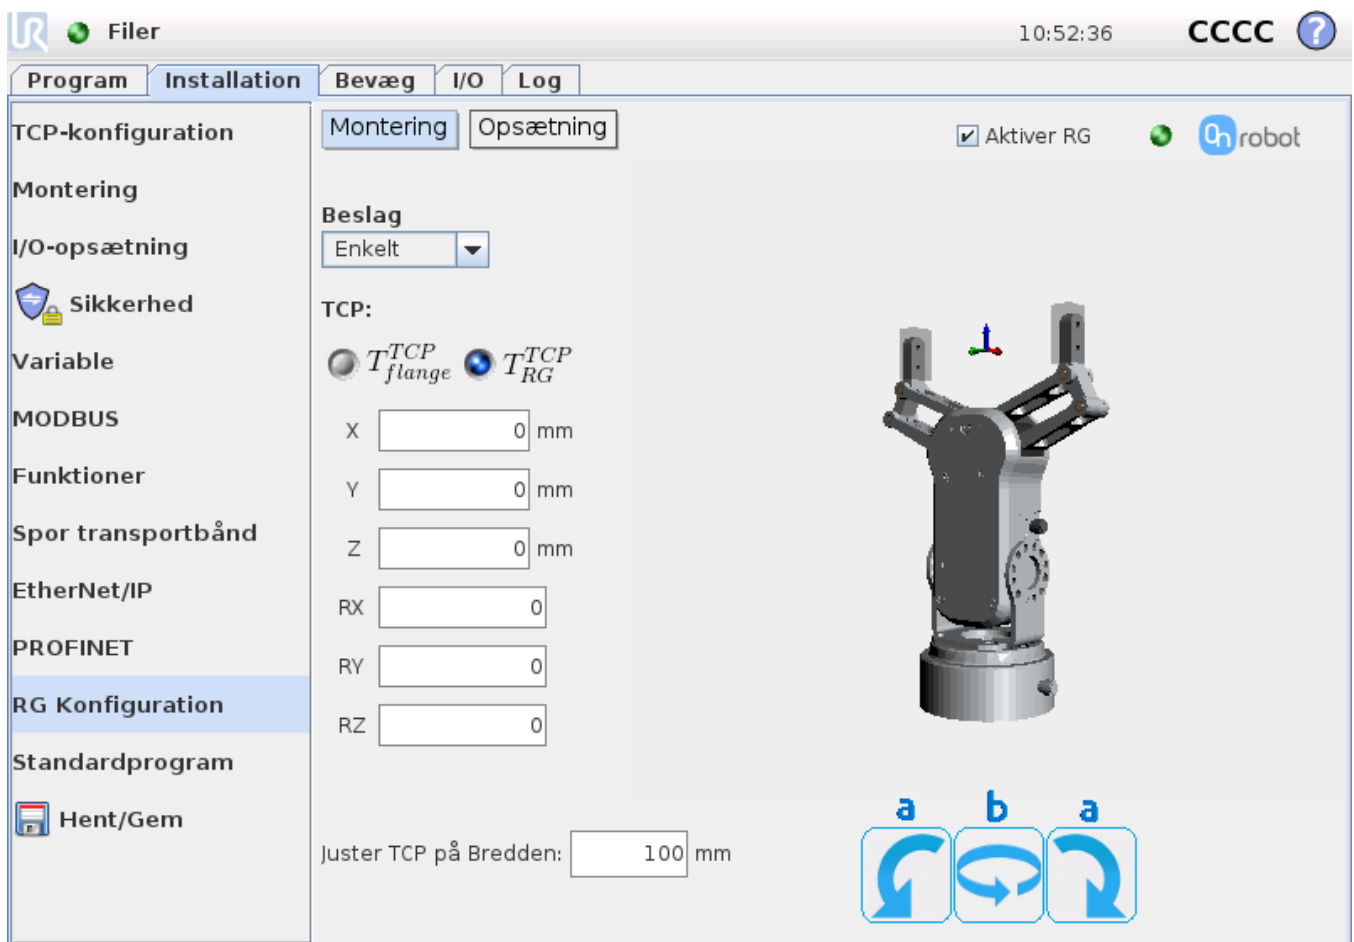 UR Filer 10:52:36 CCCC ?
Program Installation Bevæg I/O Log
TCP-konfiguration
Montering
I/O-opsætning
Sikkerhed
Variable
MODBUS
Funktioner
Spor transportbånd
EtherNet/IP
PROFINET
RG Konfiguration
Standardprogram
Hent/Gem
Montering Opsætning
Aktiver RG
On robot
Beslag
Enkelt
TCP:
T TCP flange T TCP RG
X 0 mm
Y 0 mm
Z 0 mm
RX 0
RY 0
RZ 0
Juster TCP på Bredden: 100 mm
a b a